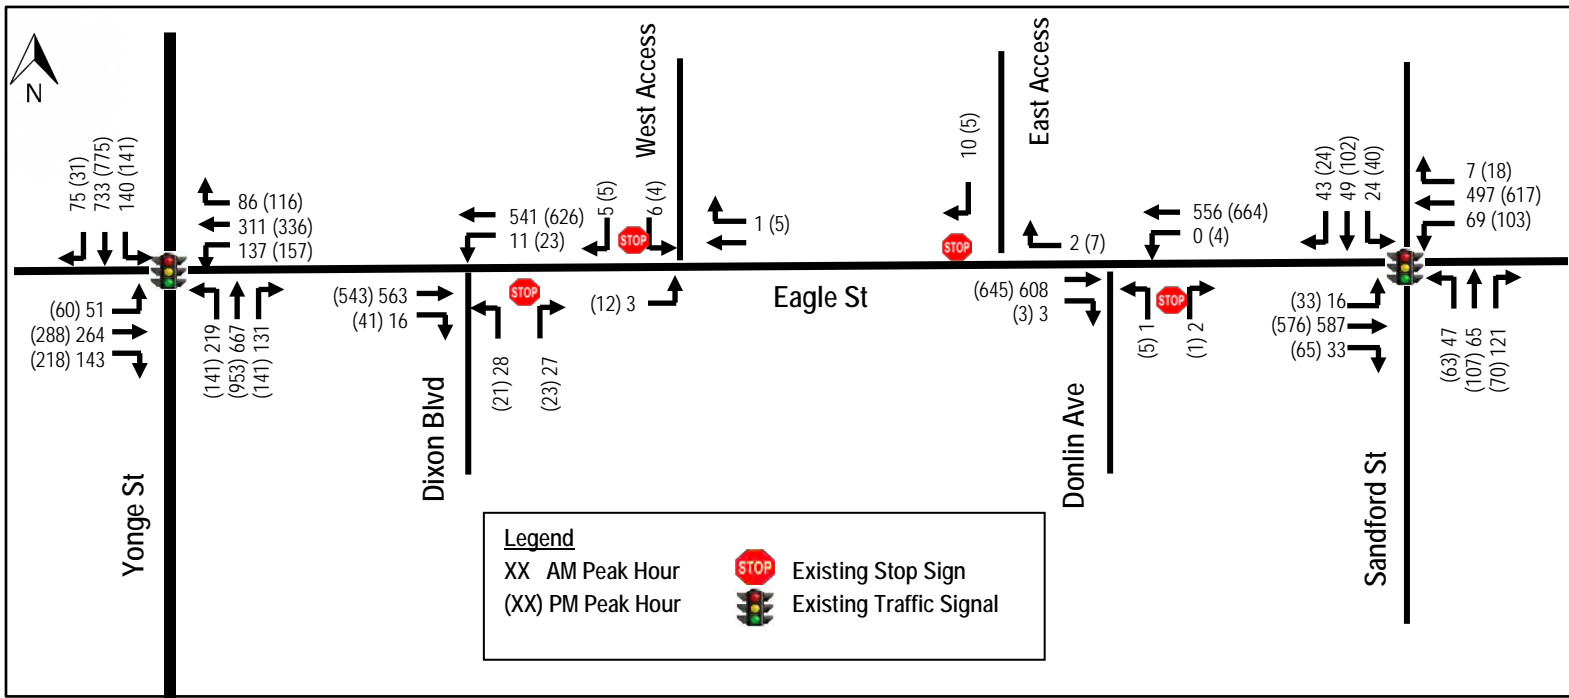 N
West Access
East Access
75 (31)
733 (775)
140 (141)
86 (116)
311 (336)
137 (157)
(60) 51
(288) 264
(218) 143
(141) 219
(953) 667
(141) 131
Yonge St
541 (626)
11 (23)
(543) 563
(41) 16
STOP
(21) 28
(23) 27
Dixon Blvd
5 (5)
STOP
6 (4)
1 (5)
(12) 3
Eagle St
10 (5)
STOP
2 (7)
556 (664)
0 (4)
(645) 608
(3) 3
STOP
(5) 1
(1) 2
Donlin Ave
43 (24)
49 (102)
24 (40)
7 (18)
497 (617)
69 (103)
(33) 16
(576) 587
(65) 33
(63) 47
(107) 65
(70) 121
Sandford St
Legend
XX AM Peak Hour
STOP Existing Stop Sign
(XX) PM Peak Hour
Existing Traffic Signal